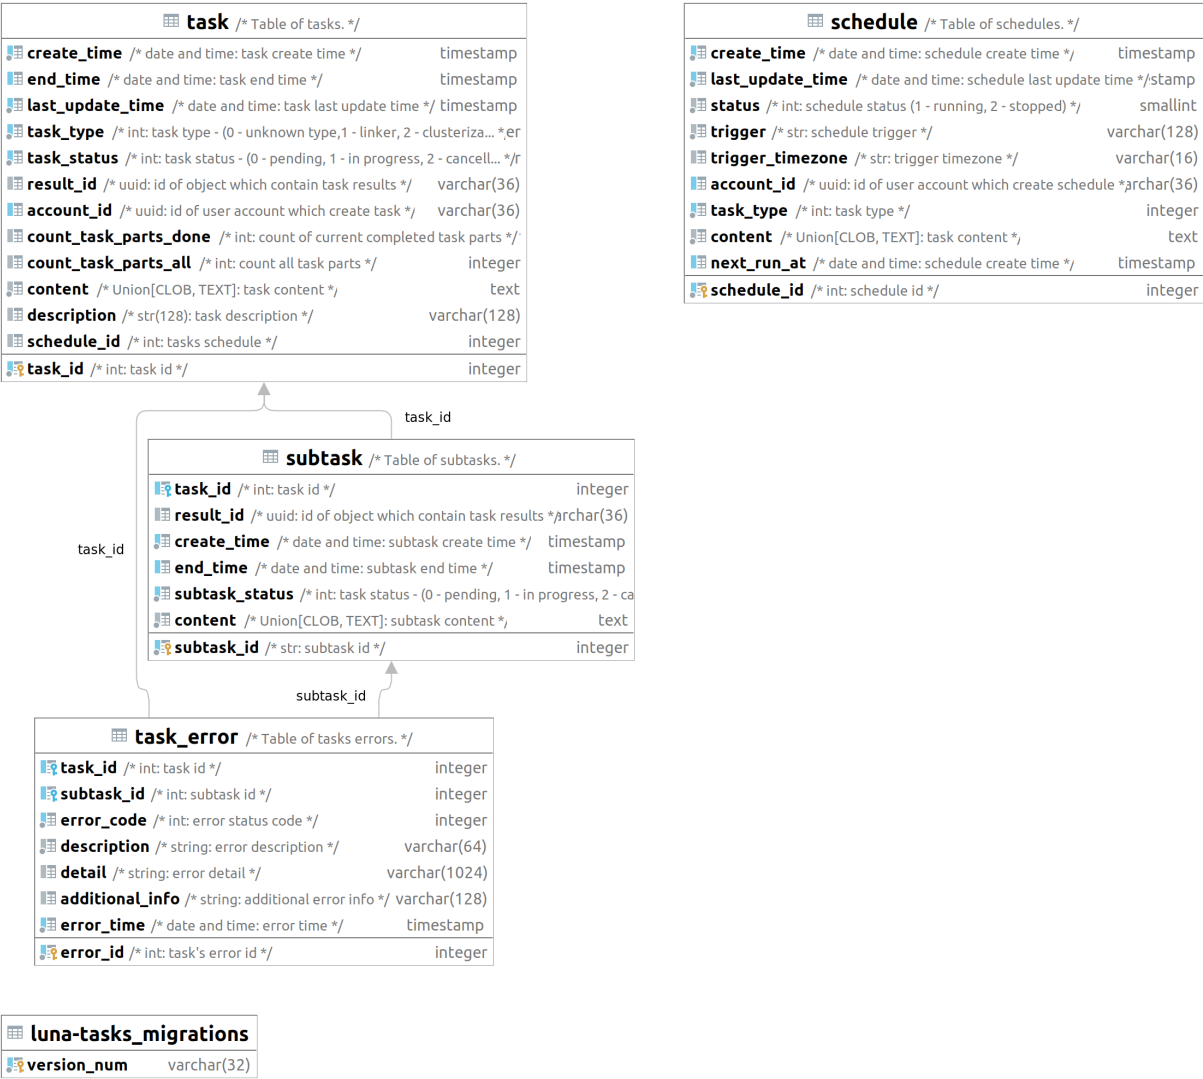 task /* Table of tasks. */
create_time /* date and time: task create time */ timestamp
end_time /* date and time: task end time */ timestamp
last_update_time /* date and time: task last update time */ timestamp
task_type /* int: task type - (0 - unknown type,1 - linker, 2 - clusteriza... */
task_status /* int: task status - (0 - pending, 1 - in progress, 2 - cancell... */
result_id /* uuid: id of object which contain task results */ varchar(36)
account_id /* uuid: id of user account which create task */ varchar(36)
count_task_parts_done /* int: count of current completed task parts */
count_task_parts_all /* int: count all task parts */ integer
content /* Union[CLOB, TEXT]: task content */ text
description /* str(128): task description */ varchar(128)
schedule_id /* int: tasks schedule */ integer
task_id /* int: task id */ integer
schedule /* Table of schedules. */
create_time /* date and time: schedule create time */ timestamp
last_update_time /* date and time: schedule last update time */ stamp
status /* int: schedule status (1 - running, 2 - stopped) */ smallint
trigger /* str: schedule trigger */ varchar(128)
trigger_timezone /* str: trigger timezone */ varchar(16)
account_id /* uuid: id of user account which create schedule */ archar(36)
task_type /* int: task type */ integer
content /* Union[CLOB, TEXT]: task content */ text
next_run_at /* date and time: schedule create time */ timestamp
schedule_id /* int: schedule id */ integer
task_id
subtask /* Table of subtasks. */
task_id /* int: task id */ integer
result_id /* uuid: id of object which contain task results */ archar(36)
create_time /* date and time: subtask create time */ timestamp
end_time /* date and time: subtask end time */ timestamp
subtask_status /* int: task status - (0 - pending, 1 - in progress, 2 - ca
content /* Union[CLOB, TEXT]: subtask content */ text
subtask_id /* str: subtask id */ integer
task_id
subtask_id
task_error /* Table of tasks errors. */
task_id /* int: task id */ integer
subtask_id /* int: subtask id */ integer
error_code /* int: error status code */ integer
description /* string: error description */ varchar(64)
detail /* string: error detail */ varchar(1024)
additional_info /* string: additional error info */ varchar(128)
error_time /* date and time: error time */ timestamp
error_id /* int: task's error id */ integer
luna-tasks_migrations
version_num varchar(32)